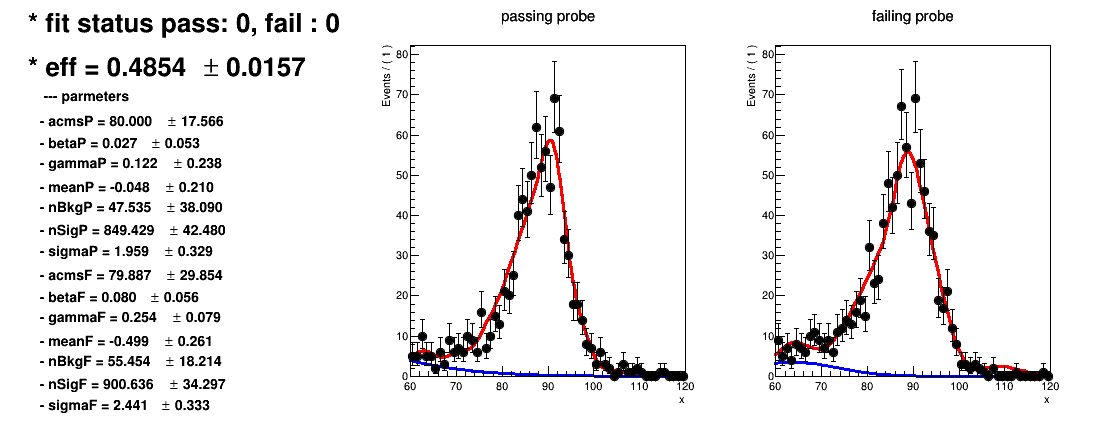 * fit status pass: 0, fail : 0
* eff = 0.4854 ± 0.0157
--- parmeters
- acmsP = 80.000 ± 17.566
- betaP = 0.027 ± 0.053
- gammaP = 0.122 ± 0.238
- meanP = -0.048 ± 0.210
- nBkgP = 47.535 ± 38.090
- nSigP = 849.429 ± 42.480
- sigmaP = 1.959 ± 0.329
- acmsF = 79.887 ± 29.854
- betaF = 0.080 ± 0.056
- gammaF = 0.254 ± 0.079
- meanF = -0.499 ± 0.261
- nBkgF = 55.454 ± 18.214
- nSigF = 900.636 ± 34.297
- sigmaF = 2.441 ± 0.333
passing probe
Events / ( 1 )
80
70
60
50
40
30
20
10
0
60 70 80 90 100 110 120
x
failing probe
Events / ( 1 )
80
70
60
50
40
30
20
10
0
60 70 80 90 100 110 120
x